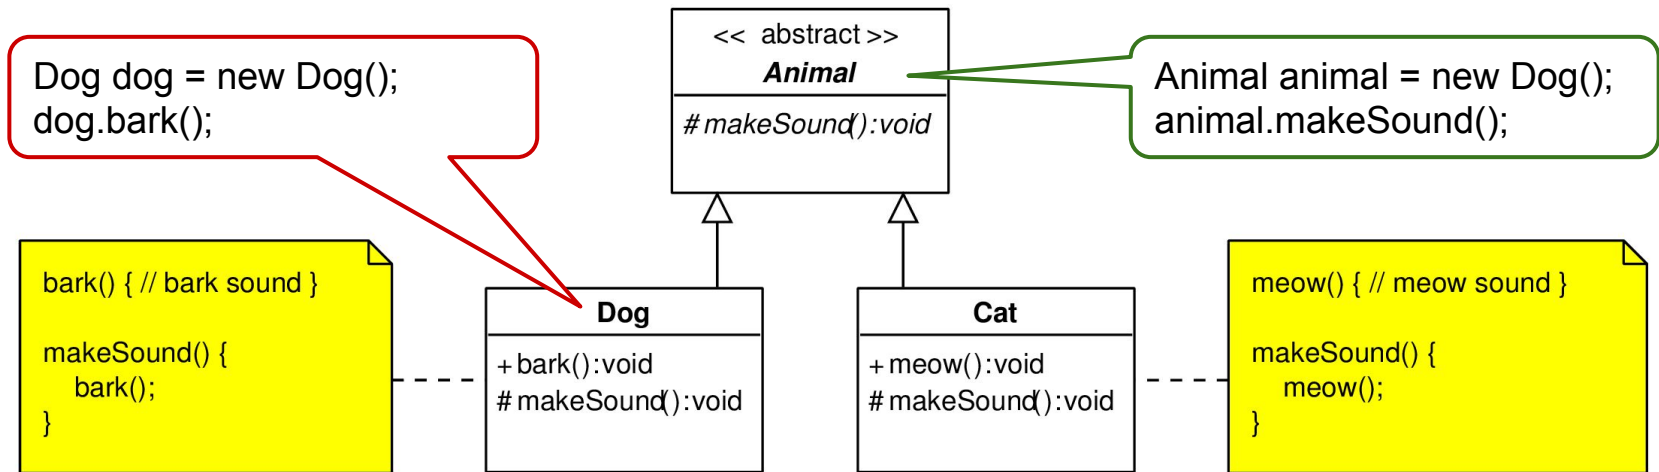 << abstract >>
Animal
# makeSound():void
Dog dog = new Dog();
dog.bark();
Animal animal = new Dog();
animal.makeSound();
bark() { // bark sound }
makeSound() {
bark();
}
Dog
+ bark():void
# makeSound():void
Cat
+ meow():void
# makeSound():void
meow() { // meow sound }
makeSound() {
meow();
}